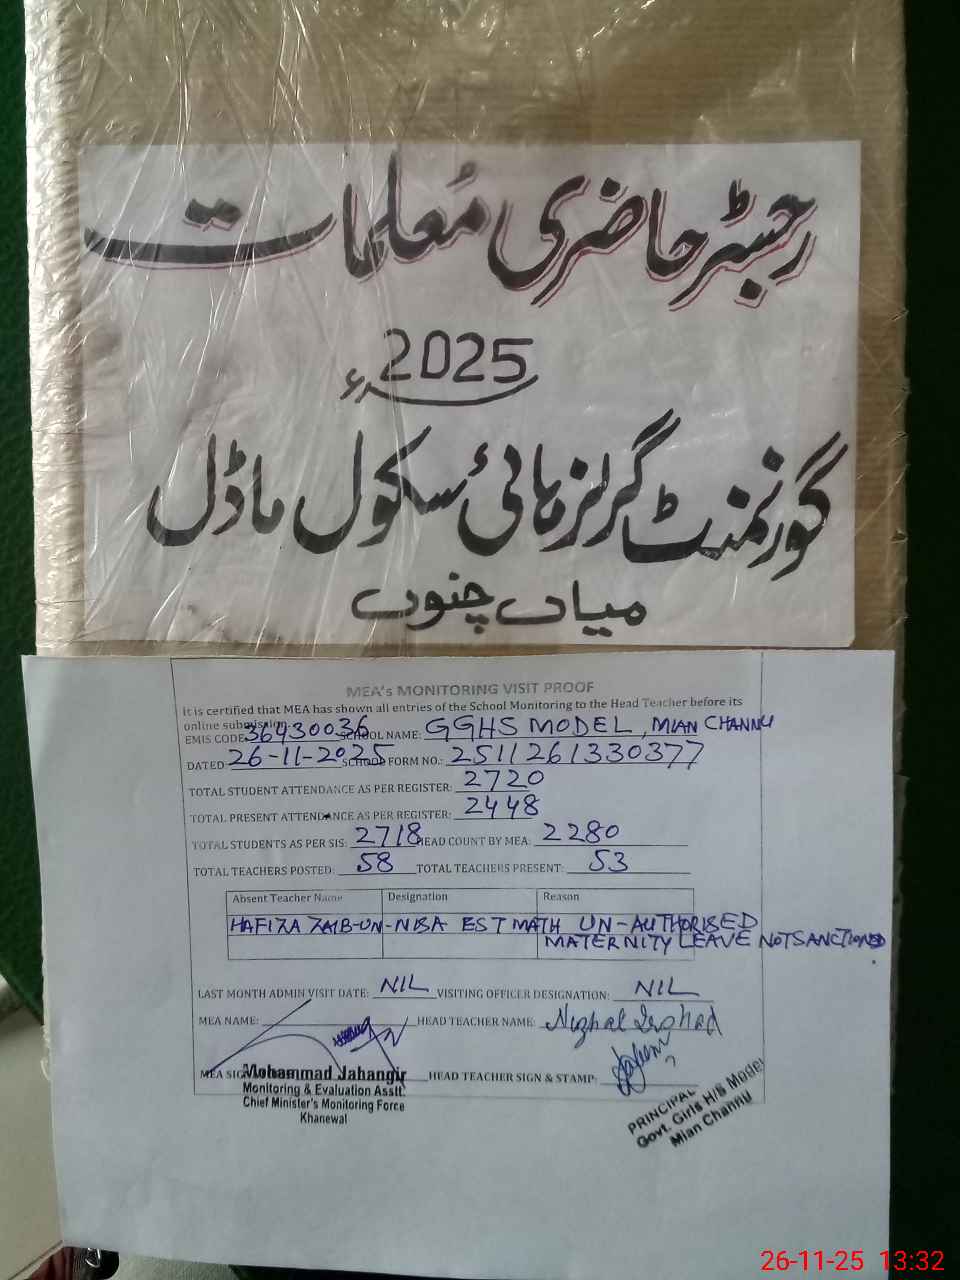 رجسٹر حاضری مُعلمات
2025ء
گورنمنٹ گرلز ہائی سکول ماڈل
میاں چنوں
MEA's MONITORING VISIT PROOF
It is certified that MEA has shown all entries of the School Monitoring to the Head Teacher before its
online submission.
EMIS CODE 36430036 SCHOOL NAME: GGHS MODEL, MIAN CHANNU
DATED 26-11-2025 SCHOOL FORM NO.: 2511261330377
TOTAL STUDENT ATTENDANCE AS PER REGISTER: 2720
TOTAL PRESENT ATTENDANCE AS PER REGISTER: 2448
TOTAL STUDENTS AS PER SIS: 2718 HEAD COUNT BY MEA: 2280
TOTAL TEACHERS POSTED: 58 TOTAL TEACHERS PRESENT: 53
Absent Teacher Name Designation Reason
HAFIZA ZAIB-UN-NISA EST MATH UN-AUTHORISED
MATERNITY LEAVE NOT SANCTIONED
LAST MONTH ADMIN VISIT DATE: NIL VISITING OFFICER DESIGNATION: NIL
MEA NAME: HEAD TEACHER NAME:
MEA SIGN HEAD TEACHER SIGN & STAMP:
Mohammad Jahangir
Monitoring & Evaluation Asstt.
Chief Minister's Monitoring Force
Khanewal
PRINCIPAL
Govt. Girls H/S Model
Mian Channu
26-11-25 13:32